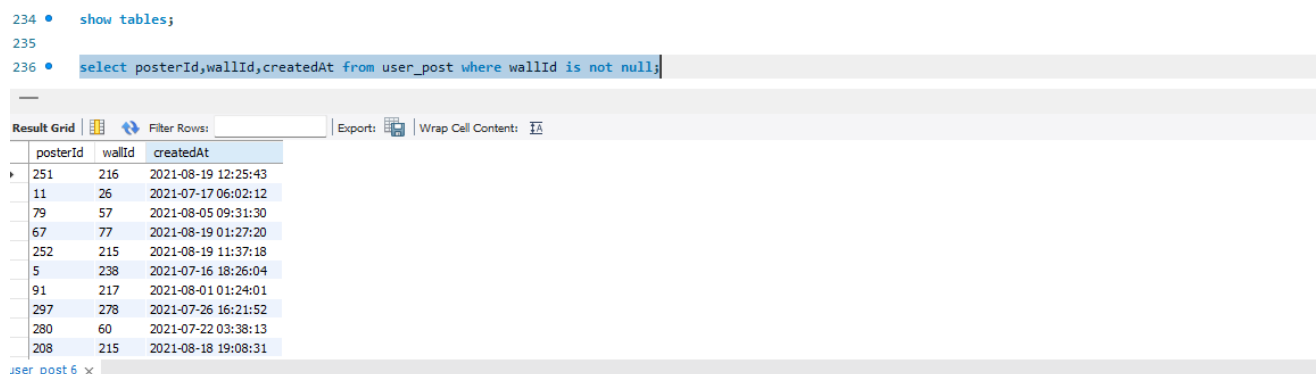 234 show tables;
235
236 select posterId,wallId,createdAt from user_post where wallId is not null;
Result Grid Filter Rows: Export: Wrap Cell Content: IA
posterId wallId createdAt
251 216 2021-08-19 12:25:43
11 26 2021-07-17 06:02:12
79 57 2021-08-05 09:31:30
67 77 2021-08-19 01:27:20
252 215 2021-08-19 11:37:18
5 238 2021-07-16 18:26:04
91 217 2021-08-01 01:24:01
297 278 2021-07-26 16:21:52
280 60 2021-07-22 03:38:13
208 215 2021-08-18 19:08:31
user_post 6